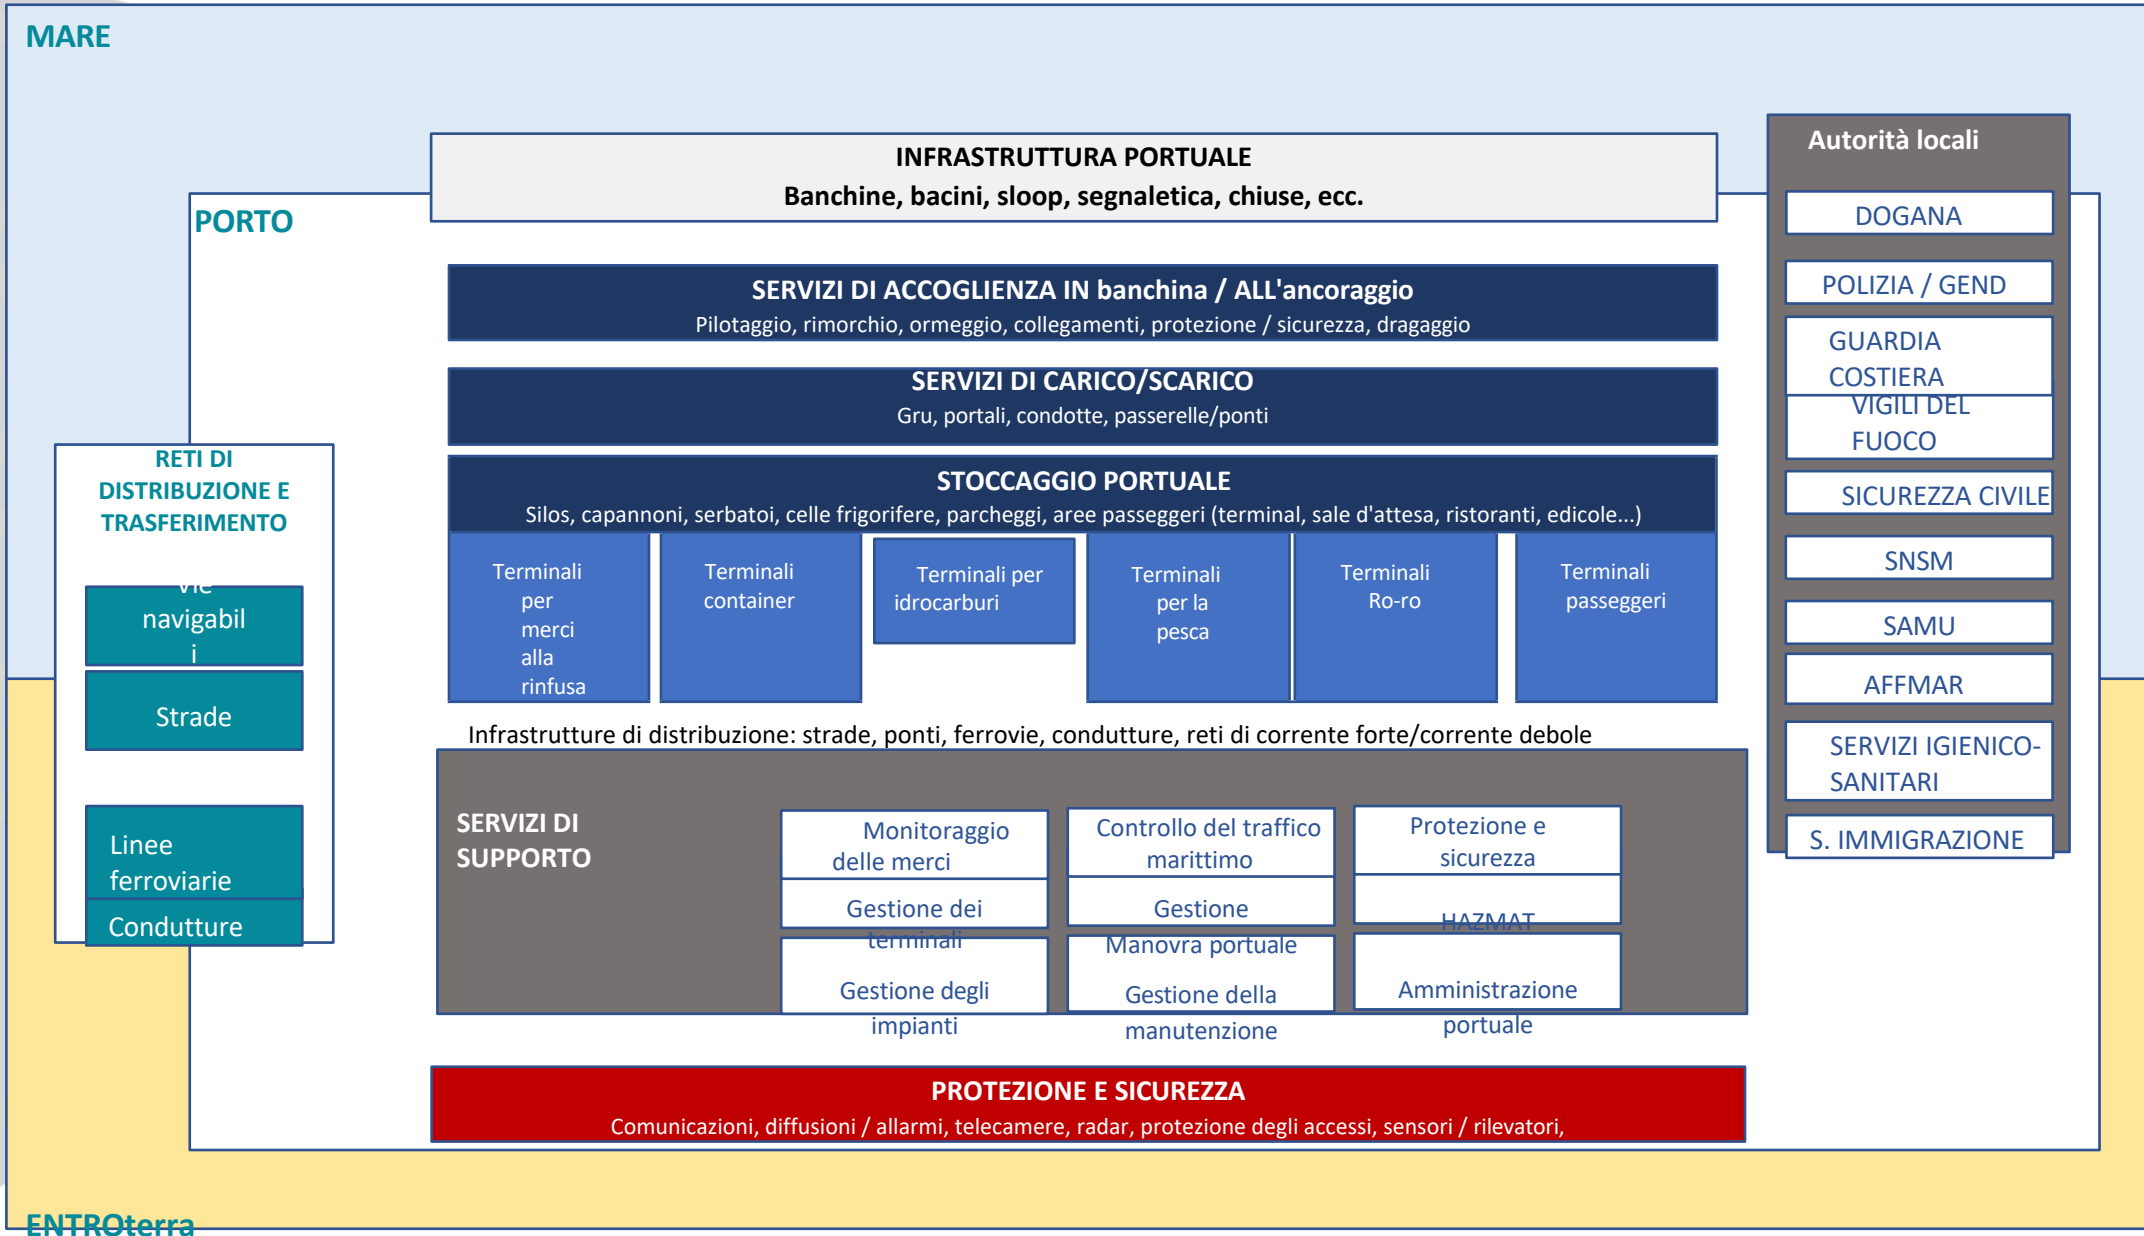 MARE
INFRASTRUTTURA PORTUALE
Banchine, bacini, sloop, segnaletica, chiuse, ecc.
PORTO
SERVIZI DI ACCOGLIENZA IN banchina / ALL'ancoraggio
Pilotaggio, rimorchio, ormeggio, collegamenti, protezione / sicurezza, dragaggio
SERVIZI DI CARICO/SCARICO
Gru, portali, condotte, passerelle/ponti
STOCCAGGIO PORTUALE
Silos, capannoni, serbatoi, celle frigorifere, parcheggi, aree passeggeri (terminal, sale d'attesa, ristoranti, edicole...)
Terminali
per
merci
alla
rinfusa
Terminali
container
Terminali per
idrocarburi
Terminali
per la
pesca
Terminali
Ro-ro
Terminali
passeggeri
Infrastrutture di distribuzione: strade, ponti, ferrovie, condutture, reti di corrente forte/corrente debole
SERVIZI DI
SUPPORTO
Monitoraggio
delle merci
Gestione dei
terminali
Gestione degli
impianti
Controllo del traffico
marittimo
Gestione
Manovra portuale
Gestione della
manutenzione
Protezione e
sicurezza
HAZMAT
Amministrazione
portuale
PROTEZIONE E SICUREZZA
Comunicazioni, diffusioni / allarmi, telecamere, radar, protezione degli accessi, sensori / rilevatori,
RETI DI
DISTRIBUZIONE E
TRASFERIMENTO
Vie
navigabil
i
Strade
Linee
ferroviarie
Condutture
Autorità locali
DOGANA
POLIZIA / GEND
GUARDIA
COSTIERA
VIGILI DEL
FUOCO
SICUREZZA CIVILE
SNSM
SAMU
AFFMAR
SERVIZI IGIENICO-
SANITARI
S. IMMIGRAZIONE
ENTROterra